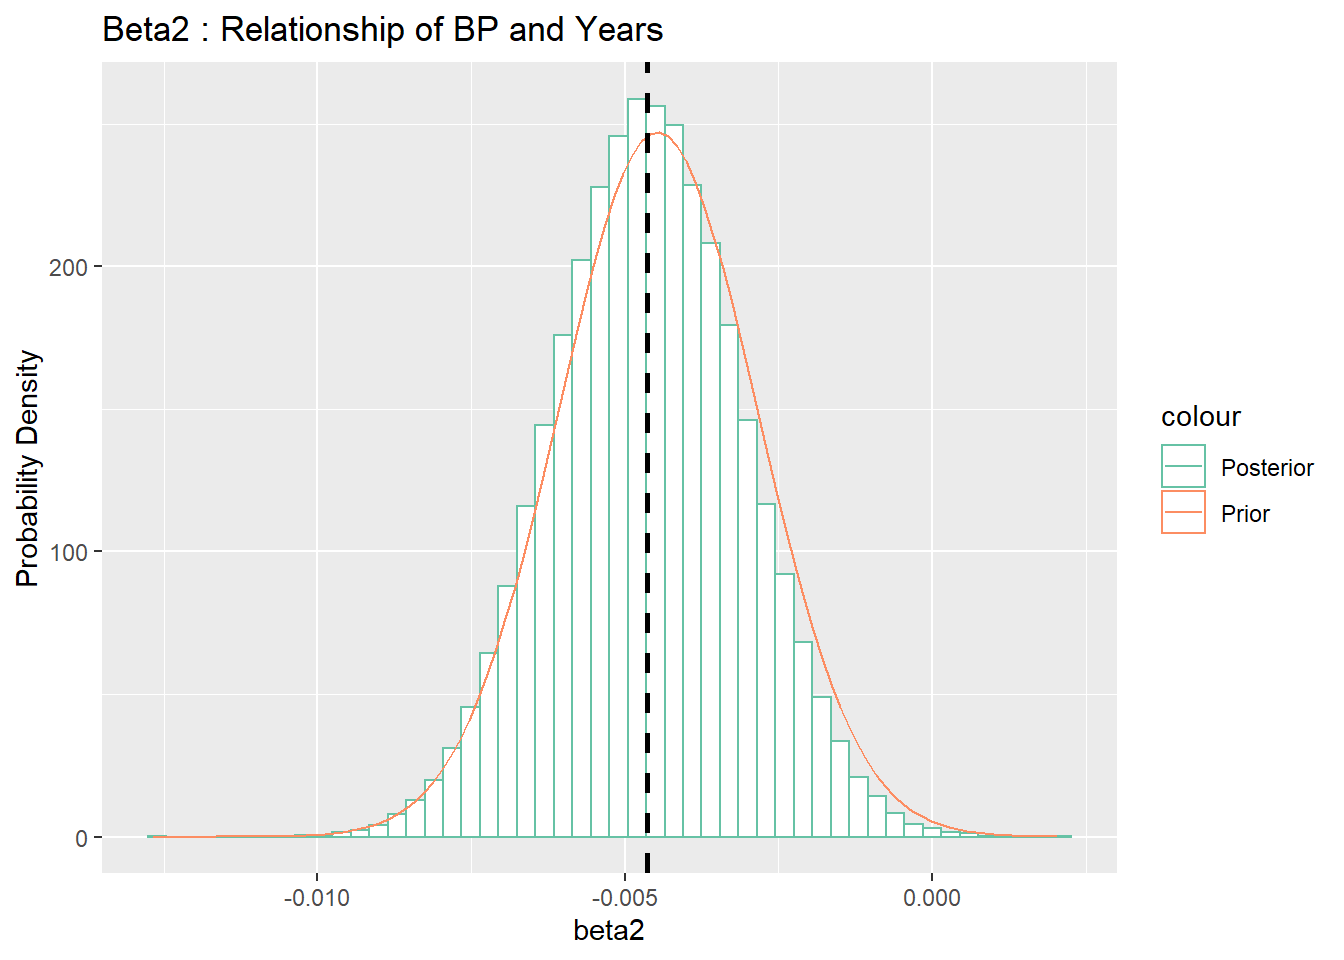 Beta2 : Relationship of BP and Years
Probability Density
200
100
0
-0.010
-0.005
0.000
beta2
colour
Posterior
Prior